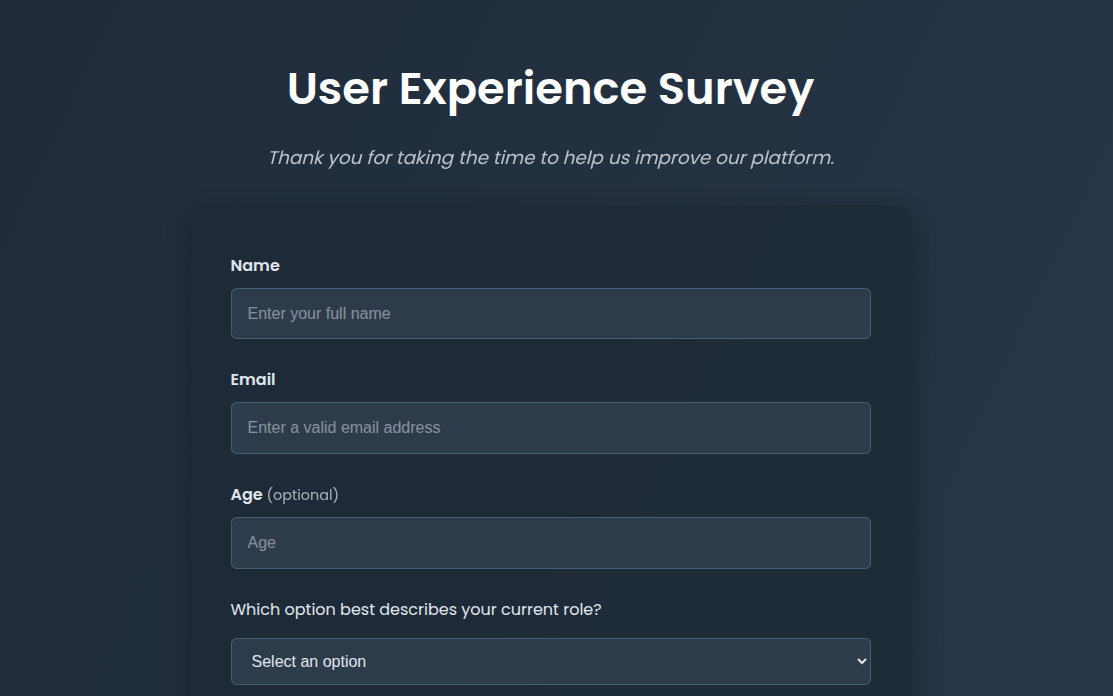 User Experience Survey
Thank you for taking the time to help us improve our platform.
Name
Enter your full name
Email
Enter a valid email address
Age (optional)
Age
Which option best describes your current role?
Select an option